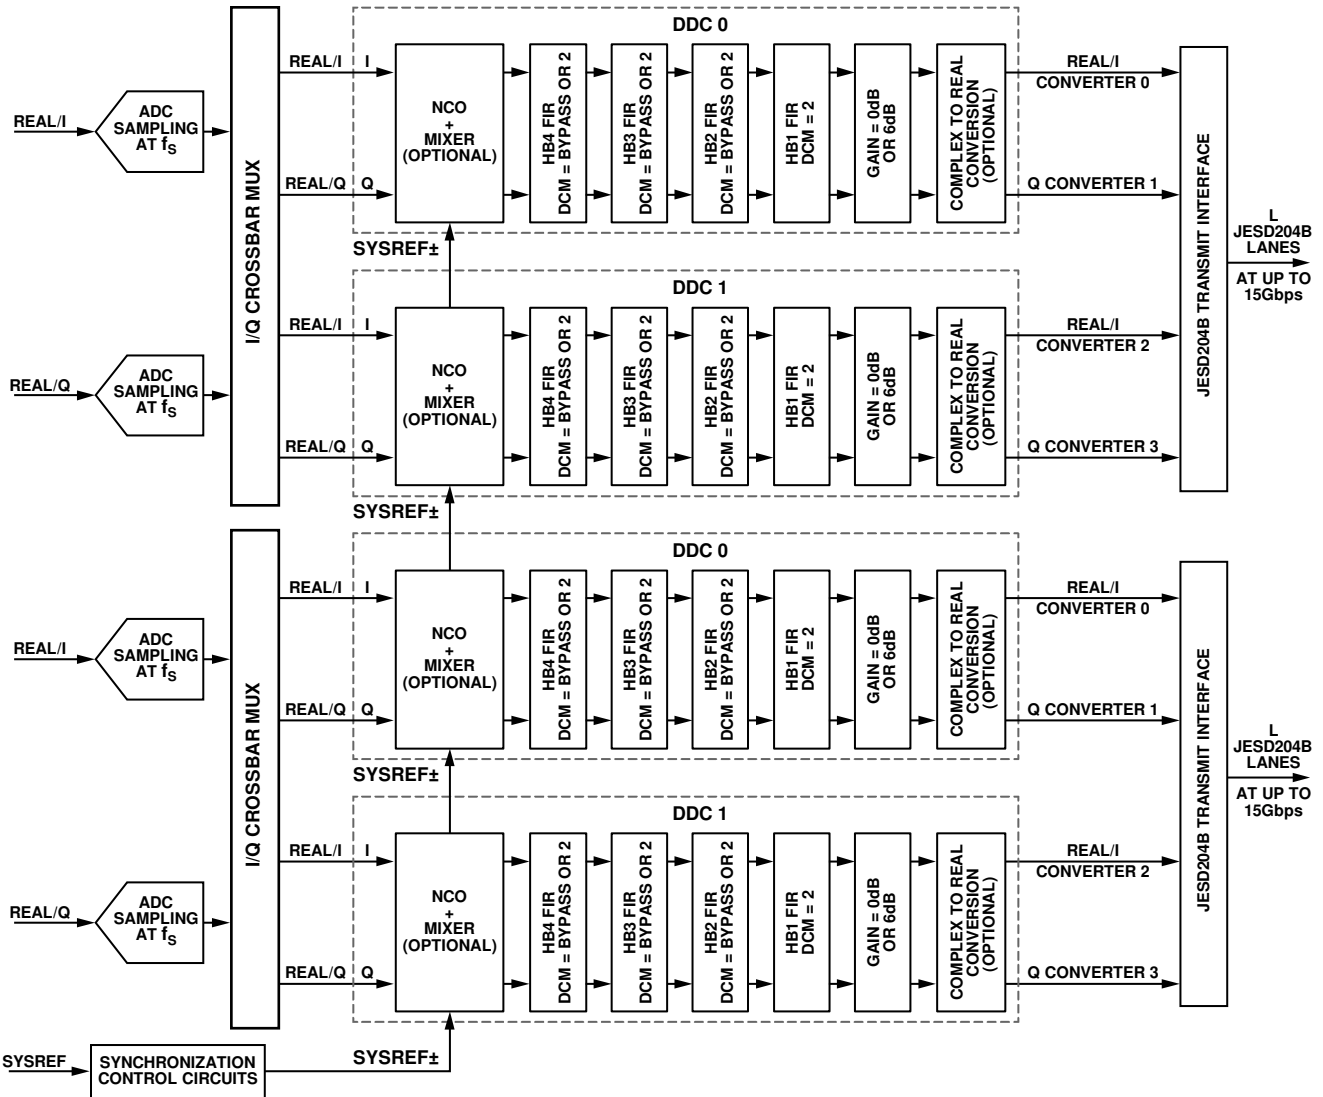 DDC 0
REAL/I
ADC
SAMPLING
AT fS
I/Q CROSSBAR MUX
REAL/I I
REAL/Q Q
NCO
+
MIXER
(OPTIONAL)
HB4 FIR
DCM = BYPASS OR 2
HB3 FIR
DCM = BYPASS OR 2
HB2 FIR
DCM = BYPASS OR 2
HB1 FIR
DCM = 2
GAIN = 0dB
OR 6dB
COMPLEX TO REAL
CONVERSION
(OPTIONAL)
REAL/I
CONVERTER 0
Q CONVERTER 1
SYSREF±
DDC 1
REAL/Q
ADC
SAMPLING
AT fS
REAL/I I
REAL/Q Q
NCO
+
MIXER
(OPTIONAL)
HB4 FIR
DCM = BYPASS OR 2
HB3 FIR
DCM = BYPASS OR 2
HB2 FIR
DCM = BYPASS OR 2
HB1 FIR
DCM = 2
GAIN = 0dB
OR 6dB
COMPLEX TO REAL
CONVERSION
(OPTIONAL)
REAL/I
CONVERTER 2
Q CONVERTER 3
JESD204B TRANSMIT INTERFACE
L
JESD204B
LANES
AT UP TO
15Gbps
SYSREF±
DDC 0
REAL/I
ADC
SAMPLING
AT fS
I/Q CROSSBAR MUX
REAL/I I
REAL/Q Q
NCO
+
MIXER
(OPTIONAL)
HB4 FIR
DCM = BYPASS OR 2
HB3 FIR
DCM = BYPASS OR 2
HB2 FIR
DCM = BYPASS OR 2
HB1 FIR
DCM = 2
GAIN = 0dB
OR 6dB
COMPLEX TO REAL
CONVERSION
(OPTIONAL)
REAL/I
CONVERTER 0
Q CONVERTER 1
SYSREF±
DDC 1
REAL/Q
ADC
SAMPLING
AT fS
REAL/I I
REAL/Q Q
NCO
+
MIXER
(OPTIONAL)
HB4 FIR
DCM = BYPASS OR 2
HB3 FIR
DCM = BYPASS OR 2
HB2 FIR
DCM = BYPASS OR 2
HB1 FIR
DCM = 2
GAIN = 0dB
OR 6dB
COMPLEX TO REAL
CONVERSION
(OPTIONAL)
REAL/I
CONVERTER 2
Q CONVERTER 3
JESD204B TRANSMIT INTERFACE
L
JESD204B
LANES
AT UP TO
15Gbps
SYSREF
SYNCHRONIZATION
CONTROL CIRCUITS
SYSREF±